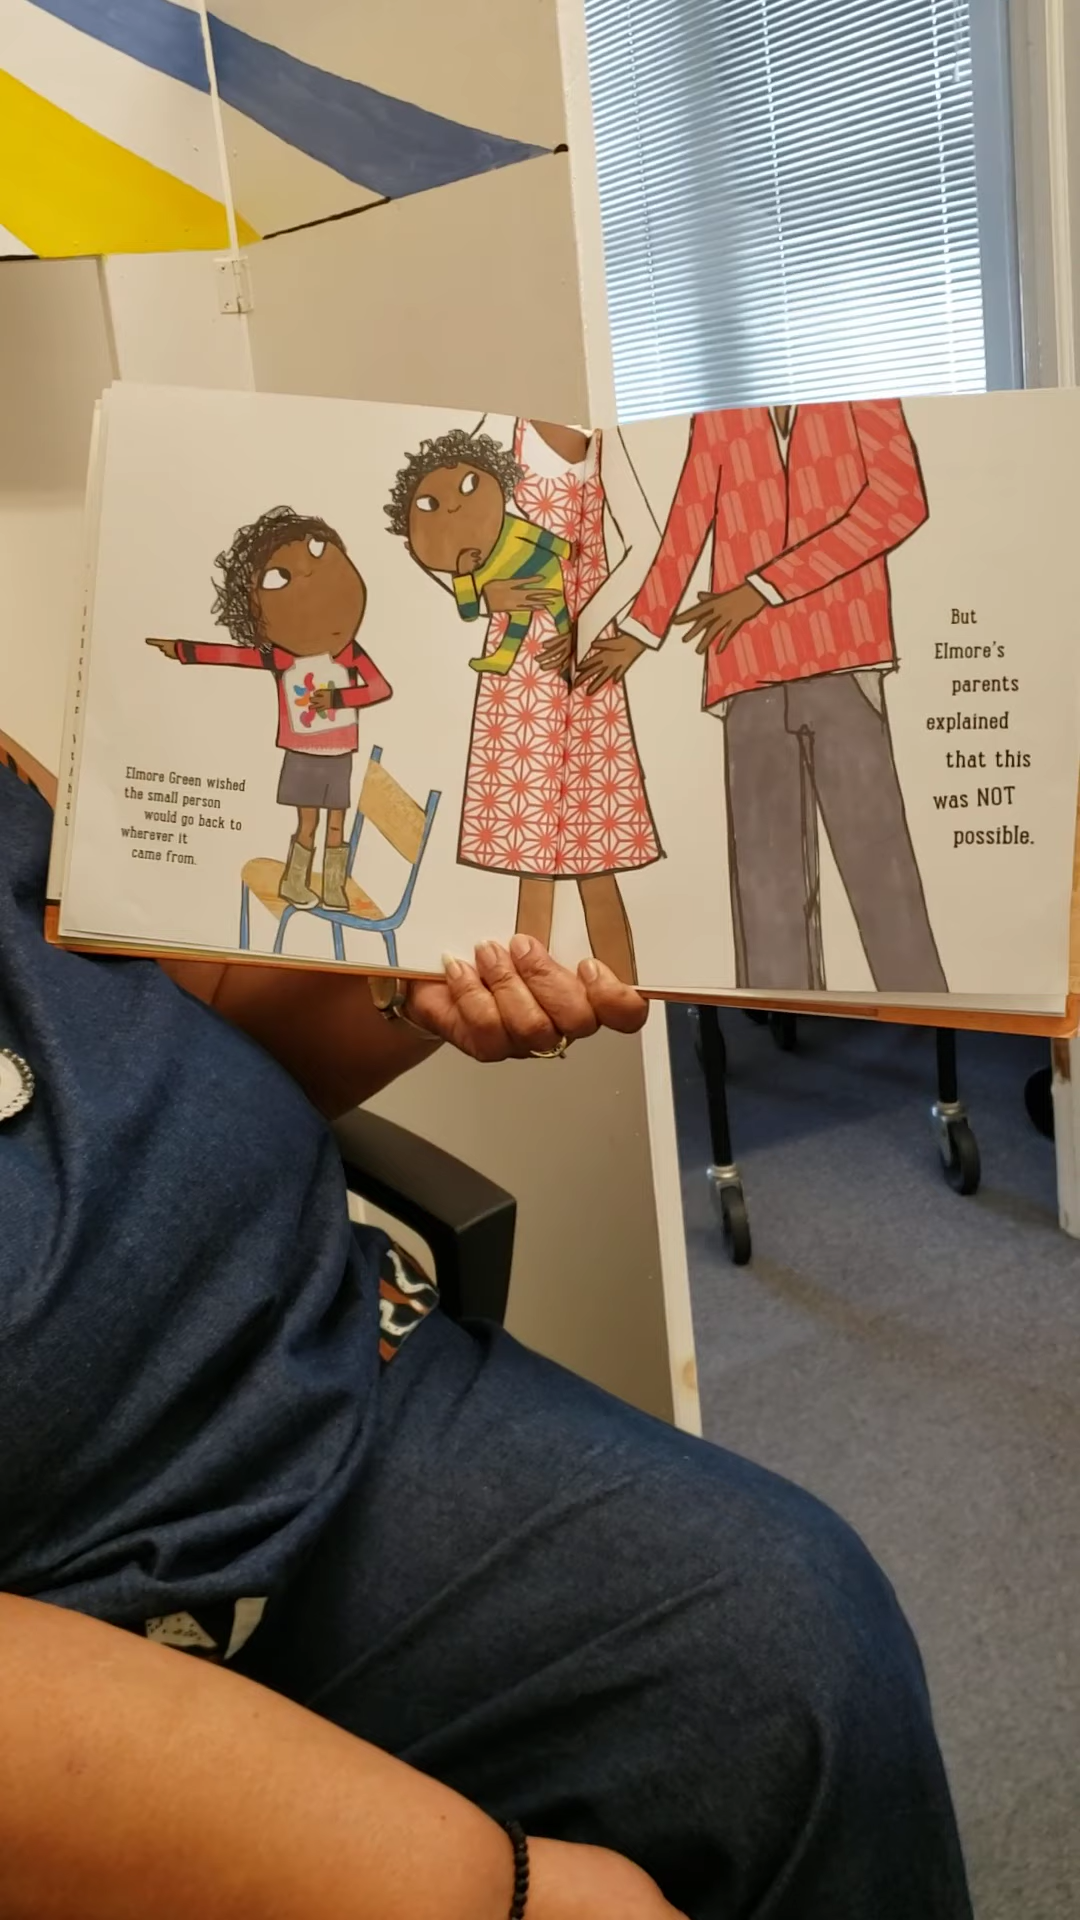 Elmore Green wished
the small person
would go back to
wherever it
came from.
But
Elmore's
parents
explained
that this
was NOT
possible.